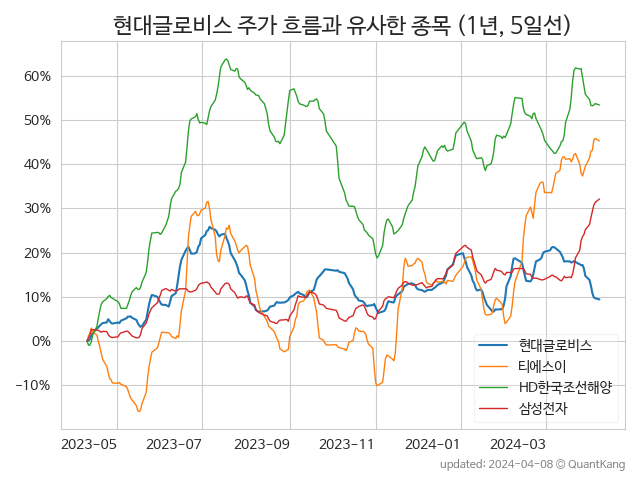 현대글로비스 주가 흐름과 유사한 종목 (1년, 5일선)
60%
50%
40%
30%
20%
10%
0%
−10%
현대글로비스
티에스이
HD한국조선해양
삼성전자
2023-05 2023-07 2023-09 2023-11 2024-01 2024-03
updated: 2024-04-08 © QuantKang